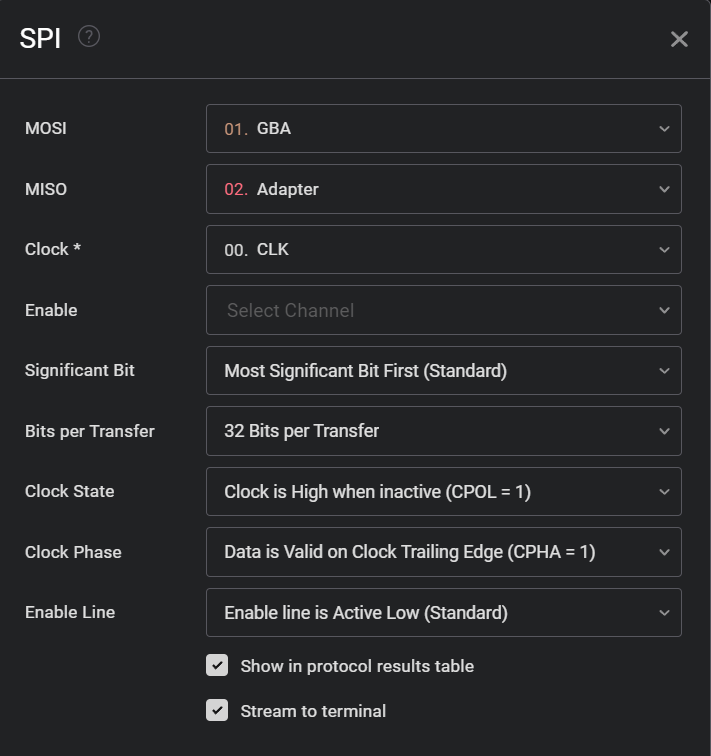 SPI ?
MOSI 01. GBA
MISO 02. Adapter
Clock * 00. CLK
Enable Select Channel
Significant Bit Most Significant Bit First (Standard)
Bits per Transfer 32 Bits per Transfer
Clock State Clock is High when inactive (CPOL = 1)
Clock Phase Data is Valid on Clock Trailing Edge (CPHA = 1)
Enable Line Enable line is Active Low (Standard)
Show in protocol results table
Stream to terminal